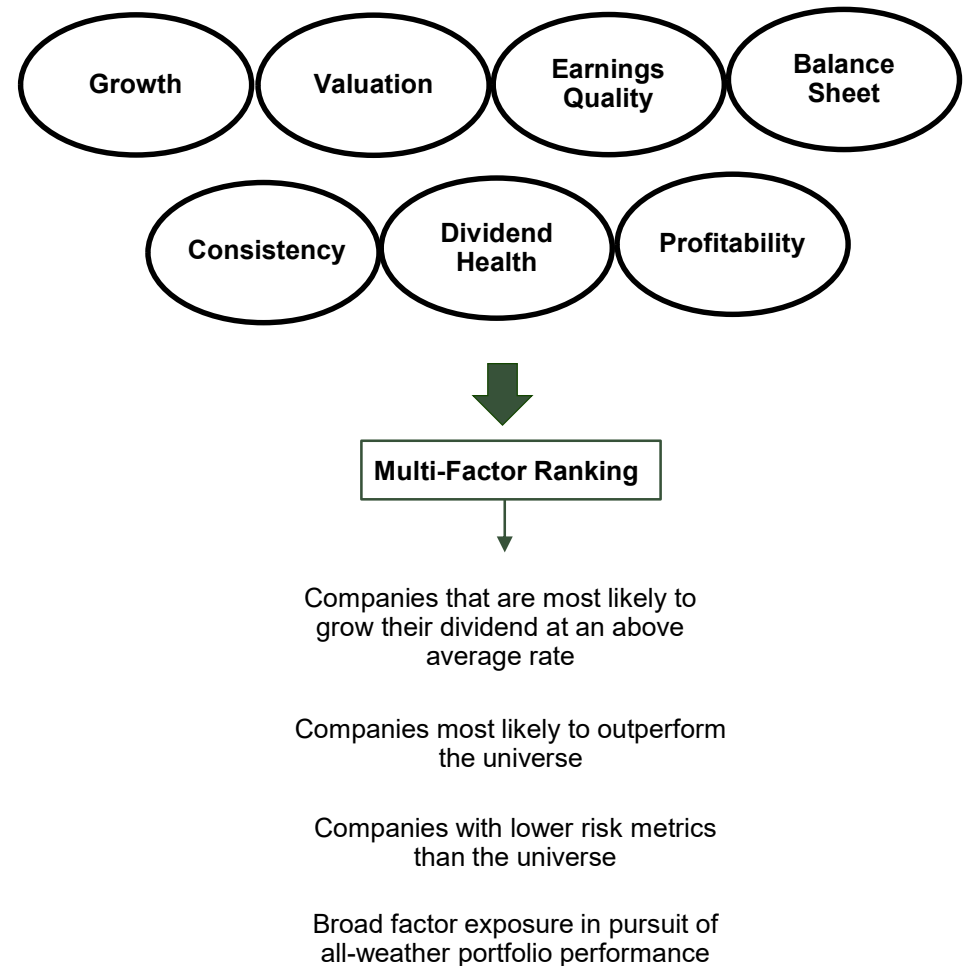 Growth
Valuation
Earnings
Quality
Balance
Sheet
Consistency
Dividend
Health
Profitability
Multi-Factor Ranking
Companies that are most likely to
grow their dividend at an above
average rate
Companies most likely to outperform
the universe
Companies with lower risk metrics
than the universe
Broad factor exposure in pursuit of
all-weather portfolio performance